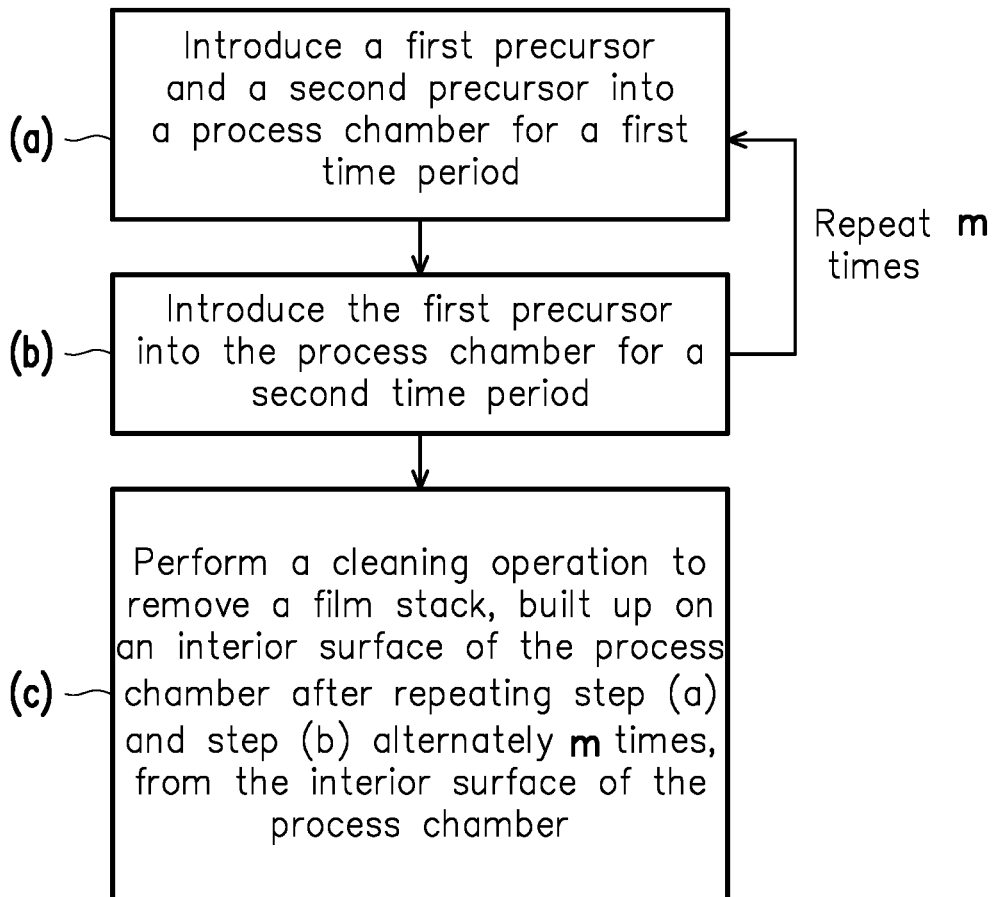 Introduce a first precursor
and a second precursor into
(a)
a process chamber for a first
time period
Repeat m
times
Introduce the first precursor
(b)
into the process chamber for a
second time period
Perform a cleaning operation to
remove a film stack, built up on
an interior surface of the process
(c)
chamber after repeating step (a)
and step (b) alternately m times,
from the interior surface of the
process chamber